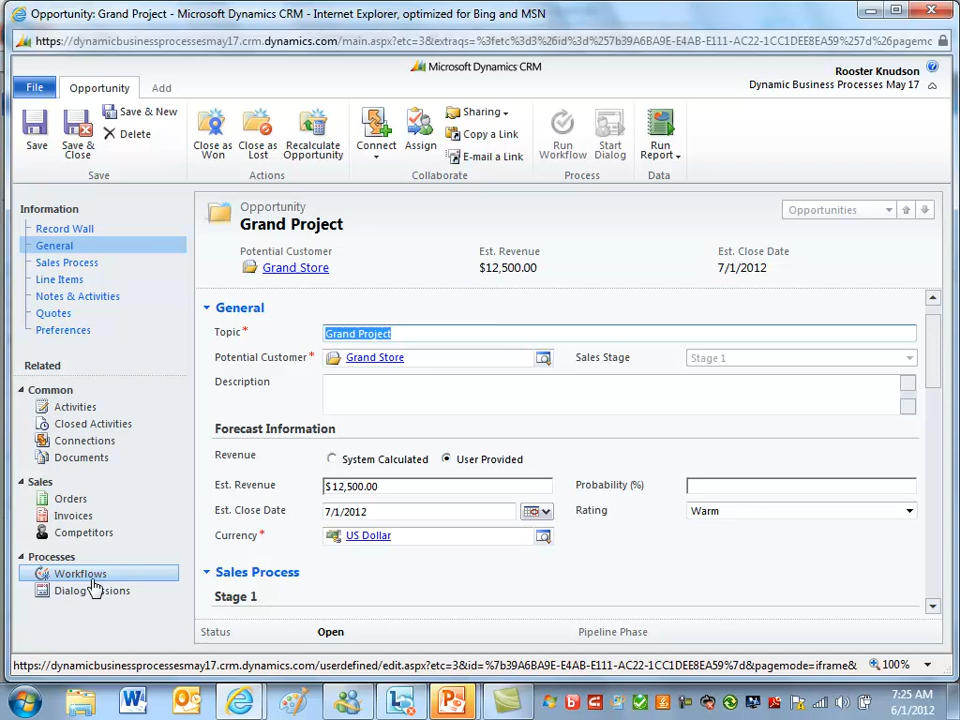 Opportunity: Grand Project - Microsoft Dynamics CRM - Internet Explorer, optimized for Bing and MSN
https://dynamicbusinessprocessesmay17.crm.dynamics.com/main.aspx?etc=3&extraqs=%3fetc%3d3%26id%3d%257b39A6BA9E-E4AB-E111-AC22-1CC1DEE8EA59%257d%26pagemo
Microsoft Dynamics CRM
Rooster Knudson
Dynamic Business Processes May 17
File
Opportunity
Add
Save
Save & Close
Save & New
Delete
Save
Close as Won
Close as Lost
Recalculate Opportunity
Actions
Connect
Assign
Sharing
Copy a Link
E-mail a Link
Collaborate
Run Workflow
Start Dialog
Process
Run Report
Data
Information
Record Wall
General
Sales Process
Line Items
Notes & Activities
Quotes
Preferences
Related
Common
Activities
Closed Activities
Connections
Documents
Sales
Orders
Invoices
Competitors
Processes
Workflows
Opportunity
Grand Project
Opportunities
Potential Customer
Grand Store
Est. Revenue
$12,500.00
Est. Close Date
7/1/2012
General
Topic*
Grand Project
Potential Customer*
Grand Store
Sales Stage
Stage 1
Description
Forecast Information
Revenue
System Calculated
User Provided
Est. Revenue
$12,500.00
Probability (%)
Est. Close Date
7/1/2012
Rating
Warm
Currency*
US Dollar
Sales Process
Stage 1
Status
Open
Pipeline Phase
https://dynamicbusinessprocessesmay17.crm.dynamics.com/userdefined/edit.aspx?etc=3&id=%7b39A6BA9E-E4AB-E111-AC22-1CC1DEE8EA59%7d&pagemode=iframe&
100%
7:25 AM
6/1/2012